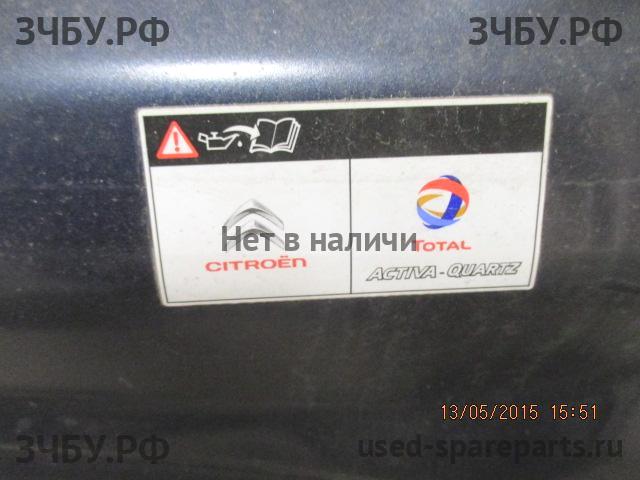 ЗЧБУ.РФ ЗЧБУ.РФ
Нет в наличи
CITROËN
TOTAL
ACTIVA-QUARTZ
13/05/2015 15:51
ЗЧБУ.РФ
used-spareparts.ru